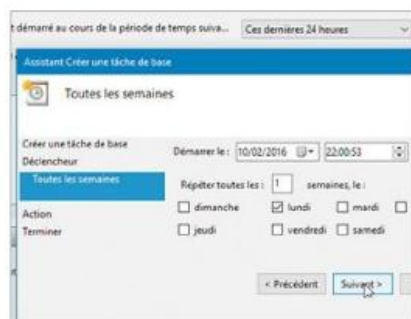 t démarré au cours de la période de temps suiva... Ces dernières 24 heures
Assistant Créer une tâche de base
Toutes les semaines
Créer une tâche de base
Déclencheur
Toutes les semaines
Action
Terminer
Démarrer le : 10/02/2016 22:00:53
Répéter toutes les : 1 semaines, le :
dimanche lundi mardi
jeudi vendredi samedi
< Précédent Suivant >